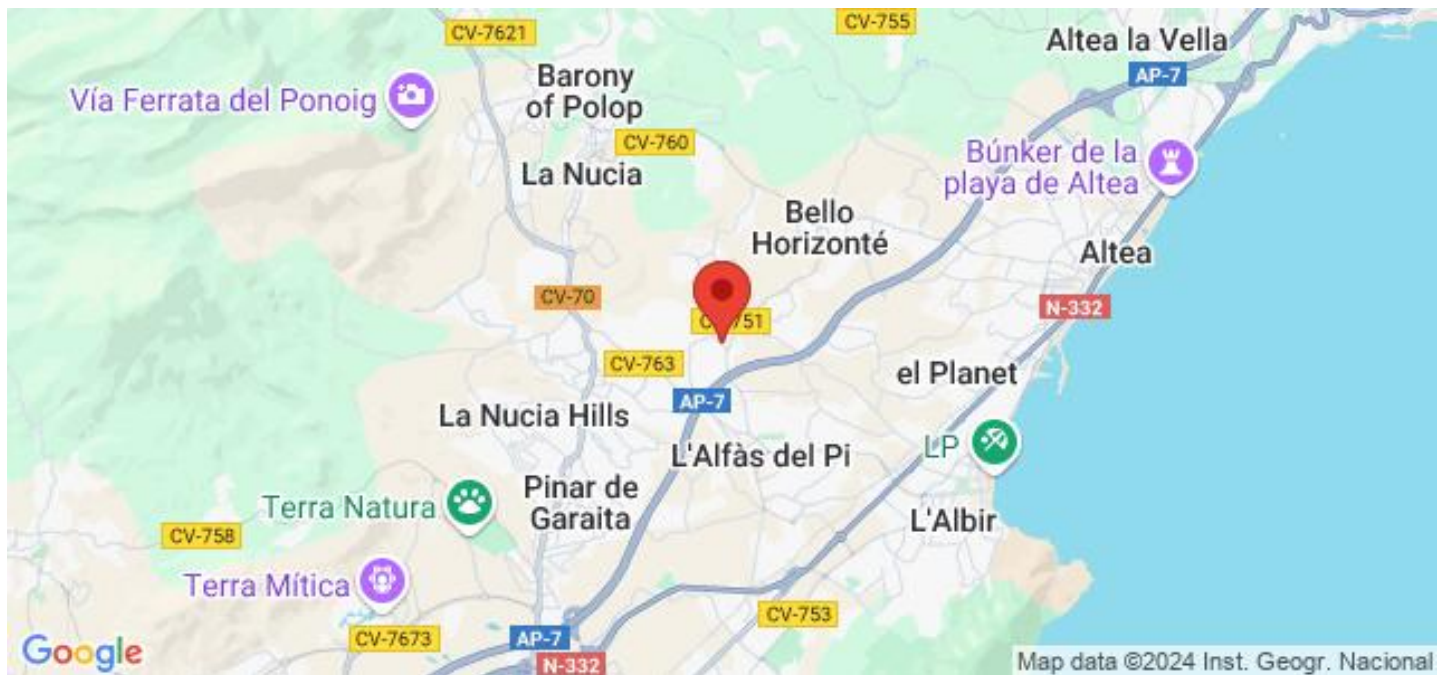 CV-7621
CV-755
Altea la Vella
AP-7
Barony
of Polop
Vía Ferrata del Ponoig
CV-760
Búnker de la
playa de Altea
La Nucia
Bello
Horizonté
Altea
CV-70
N-332
CV-763
el Planet
AP-7
La Nucia Hills
L'Alfàs del Pi
LP
Pinar de
Garaita
Terra Natura
L'Albir
CV-758
Terra Mítica
CV-753
CV-7673
AP-7
N-332
Google
Map data ©2024 Inst. Geogr. Nacional